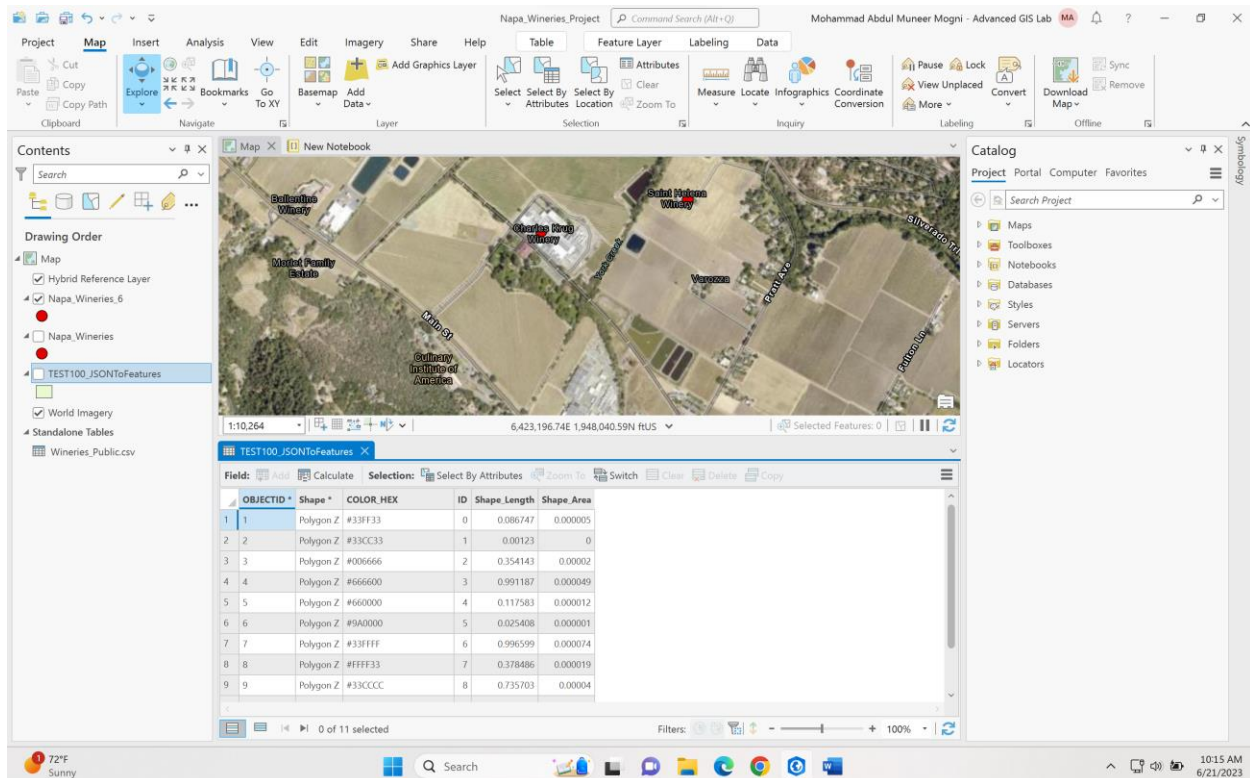 Napa_Wineries_Project
Command Search (Alt+Q)
Mohammad Abdul Muneer Mogni - Advanced GIS Lab
MA
?
Project Map Insert Analysis View Edit Imagery Share Help Table Feature Layer Labeling Data
Paste
Cut
Copy
Copy Path
Clipboard
Explore
Bookmarks
Go To XY
Navigate
Basemap
Add Data
Add Graphics Layer
Layer
Select
Select By Attributes
Select By Location
Attributes
Clear
Zoom To
Selection
Measure
Locate
Infographics
Coordinate Conversion
Inquiry
Pause
Lock
View Unplaced
More
Convert
Labeling
Download Map
Sync
Remove
Offline
Contents
Search
Drawing Order
Map
Hybrid Reference Layer
Napa_Wineries_6
Napa_Wineries
TEST100_JSONToFeatures
World Imagery
Standalone Tables
Wineries_Public.csv
Map
New Notebook
Ballentine
Winery
Market Family
Estate
Charles Krug
Winery
Saint Helena
Winery
York Creek
Varozza
Pratt Ave
Silverado Trl
Fulton Ln
Main St
Culinary
Institute of
America
1:10,264
6,423,196.74E 1,948,040.59N ftUS
Selected Features: 0
TEST100_JSONToFeatures
Field: Add Calculate Selection: Select By Attributes Zoom To Switch Clear Delete Copy
OBJECTID * Shape * COLOR_HEX ID Shape_Length Shape_Area
1 1 Polygon Z #33FF33 0 0.086747 0.000005
2 2 Polygon Z #33CC33 1 0.00123 0
3 3 Polygon Z #006666 2 0.354143 0.00002
4 4 Polygon Z #666600 3 0.991187 0.000049
5 5 Polygon Z #660000 4 0.117583 0.000012
6 6 Polygon Z #9A0000 5 0.025408 0.000001
7 7 Polygon Z #33FFFF 6 0.996599 0.000074
8 8 Polygon Z #FFFF33 7 0.378486 0.000019
9 9 Polygon Z #33CCCC 8 0.735703 0.00004
0 of 11 selected
Filters:
100%
Catalog
Project Portal Computer Favorites
Search Project
Maps
Toolboxes
Notebooks
Databases
Styles
Servers
Folders
Locators
Symbology
1
72°F
Sunny
Search
10:15 AM
6/21/2023